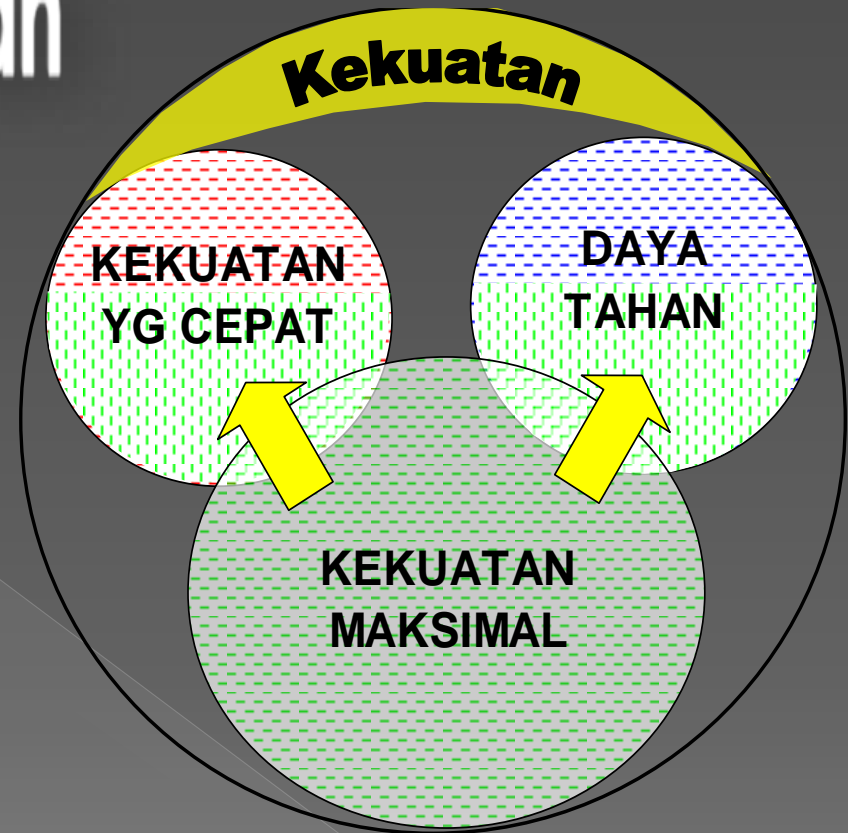 Kekuatan
KEKUATAN
YG CEPAT
DAYA
TAHAN
KEKUATAN
MAKSIMAL